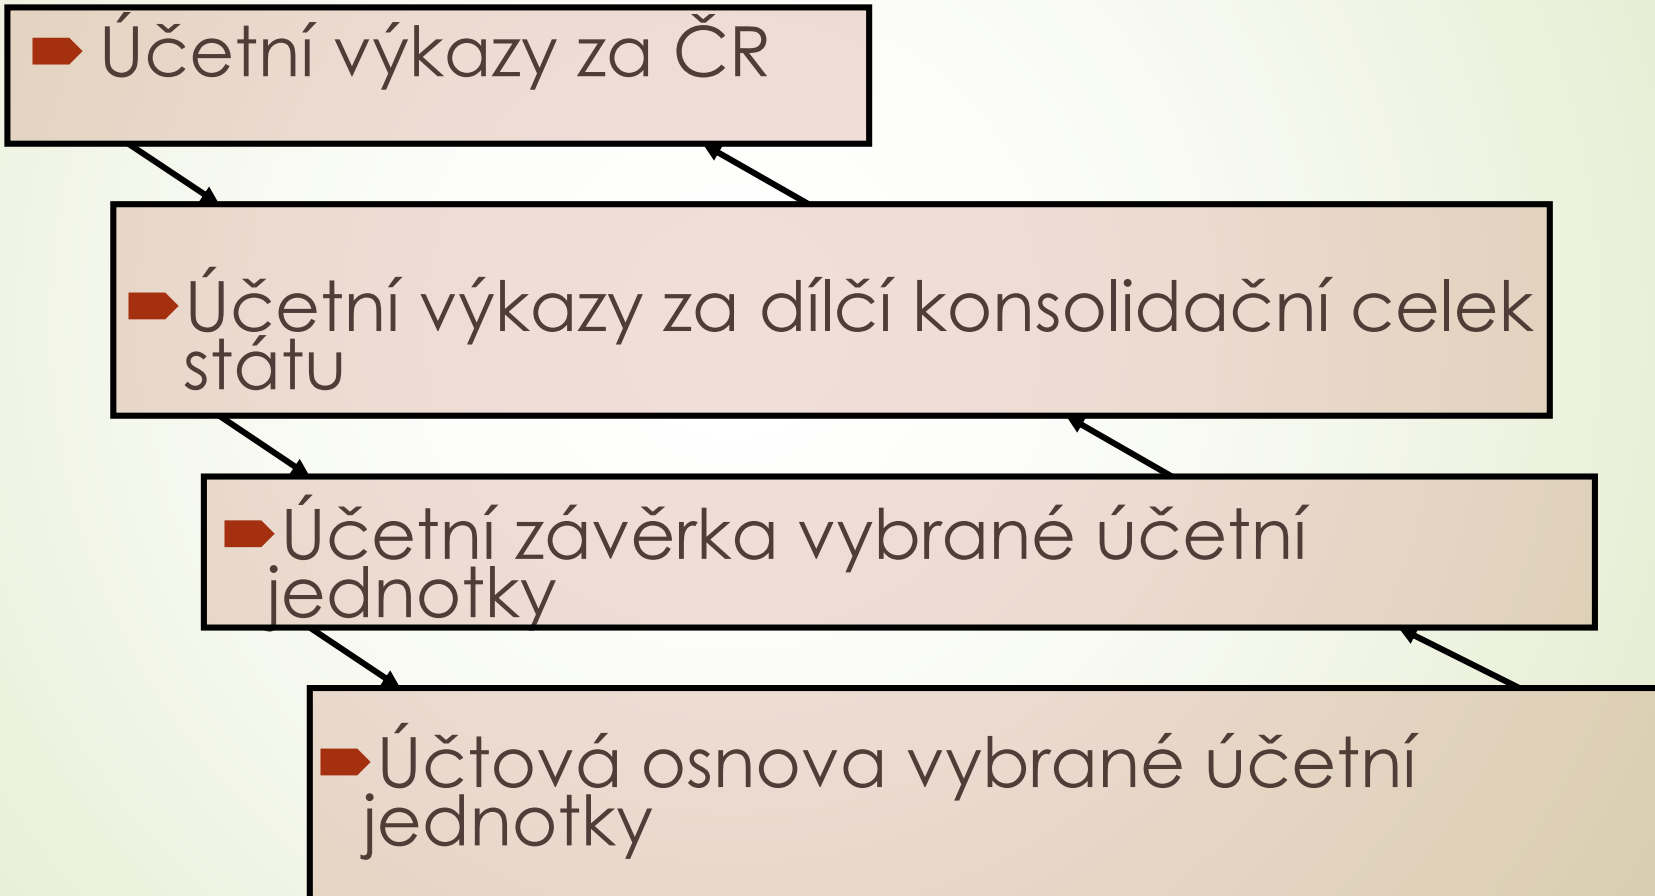 Účetní výkazy za ČR
Účetní výkazy za dílčí konsolidační celek
státu
Účetní závěrka vybrané účetní
jednotky
Účtová osnova vybrané účetní
jednotky